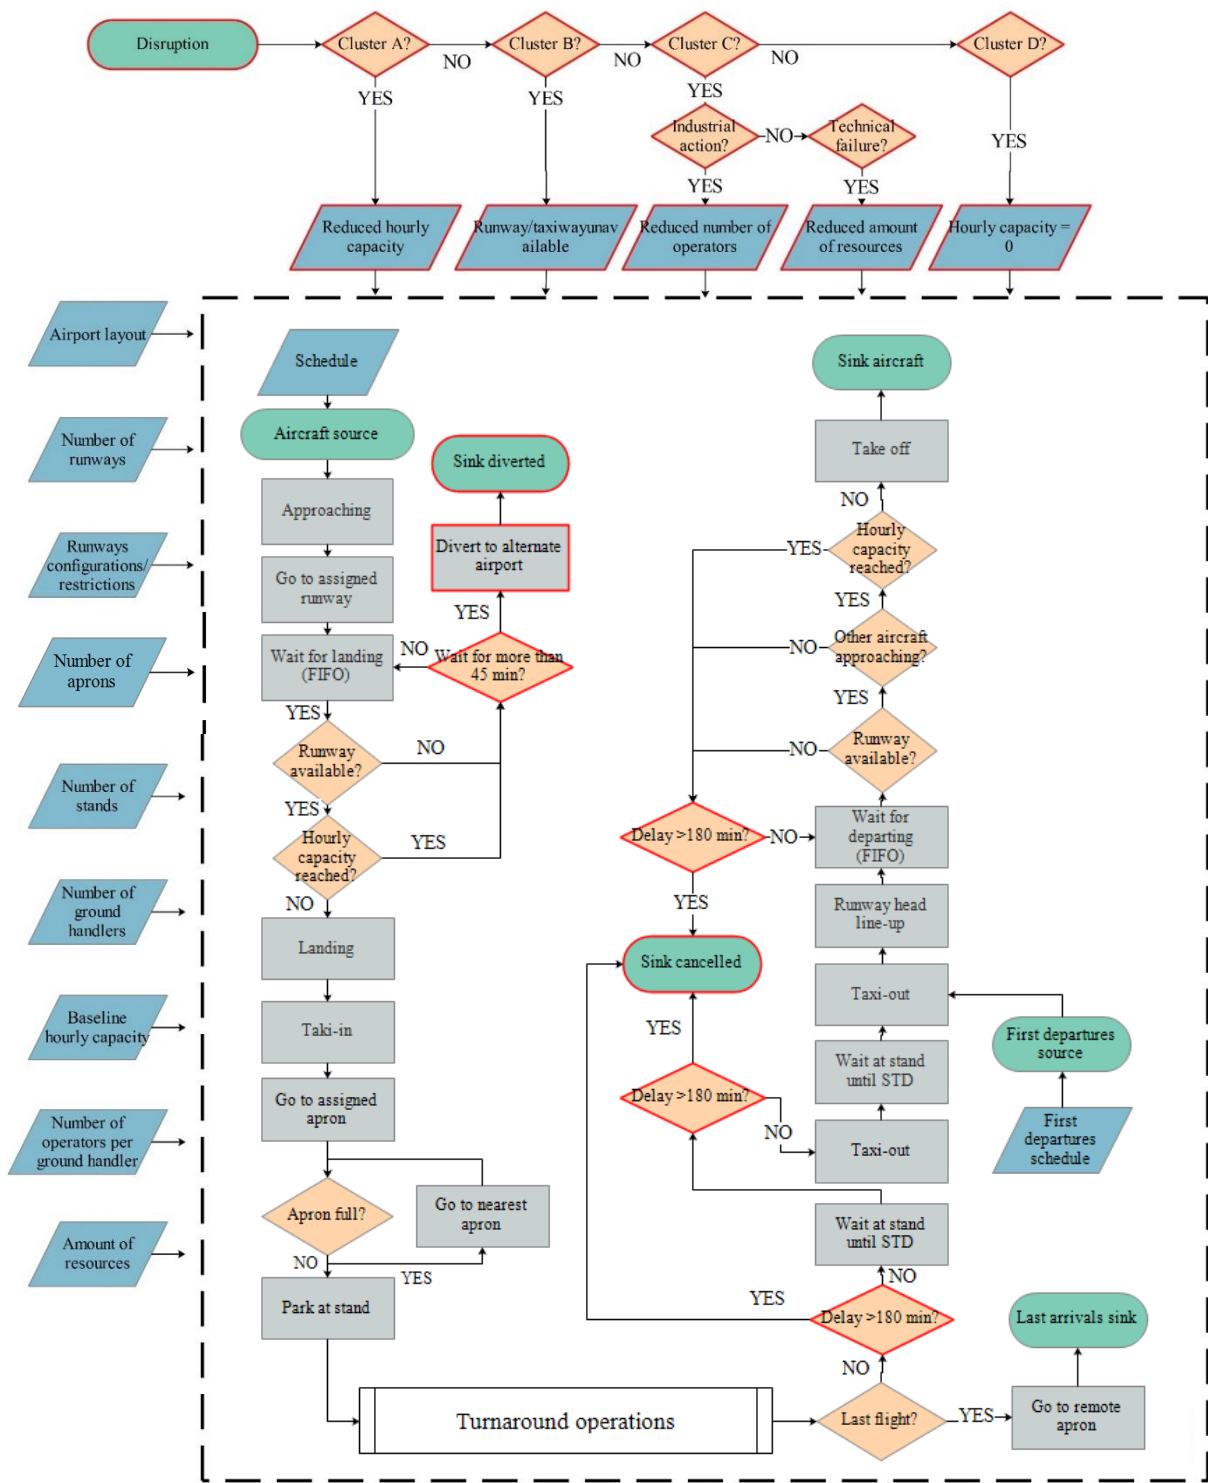 Disruption
Cluster A?
NO
Cluster B?
NO
Cluster C?
NO
Cluster D?
YES
YES
YES
YES
Industrial
action?
NO
Technical
failure?
YES
YES
Reduced hourly
capacity
Runway/taxiwayunav
ailable
Reduced number of
operators
Reduced amount
of resources
Hourly capacity =
0
Airport layout
Number of
runways
Runways
configurations/
restrictions
Number of
aprons
Number of
stands
Number of
ground
handlers
Baseline
hourly capacity
Number of
operators per
ground handler
Amount of
resources
Schedule
Aircraft source
Approaching
Go to assigned
runway
Wait for landing
(FIFO)
YES
Runway
available?
NO
YES
Hourly
capacity
reached?
YES
NO
Landing
Taki-in
Go to assigned
apron
Apron full?
Go to nearest
apron
NO
YES
Park at stand
Sink diverted
Divert to alternate
airport
YES
NO
Wait for more than
45 min?
Turnaround operations
Last flight?
YES
Go to remote
apron
Last arrivals sink
NO
Delay >180 min?
YES
NO
Wait at stand
until STD
Delay >180 min?
YES
NO
Taxi-out
Wait at stand
until STD
Taxi-out
First departures
source
First
departures
schedule
Runway head
line-up
Wait for
departing
(FIFO)
Delay >180 min?
NO
YES
Sink cancelled
Runway
available?
NO
YES
Other aircraft
approaching?
NO
YES
Hourly
capacity
reached?
YES
NO
Take off
Sink aircraft